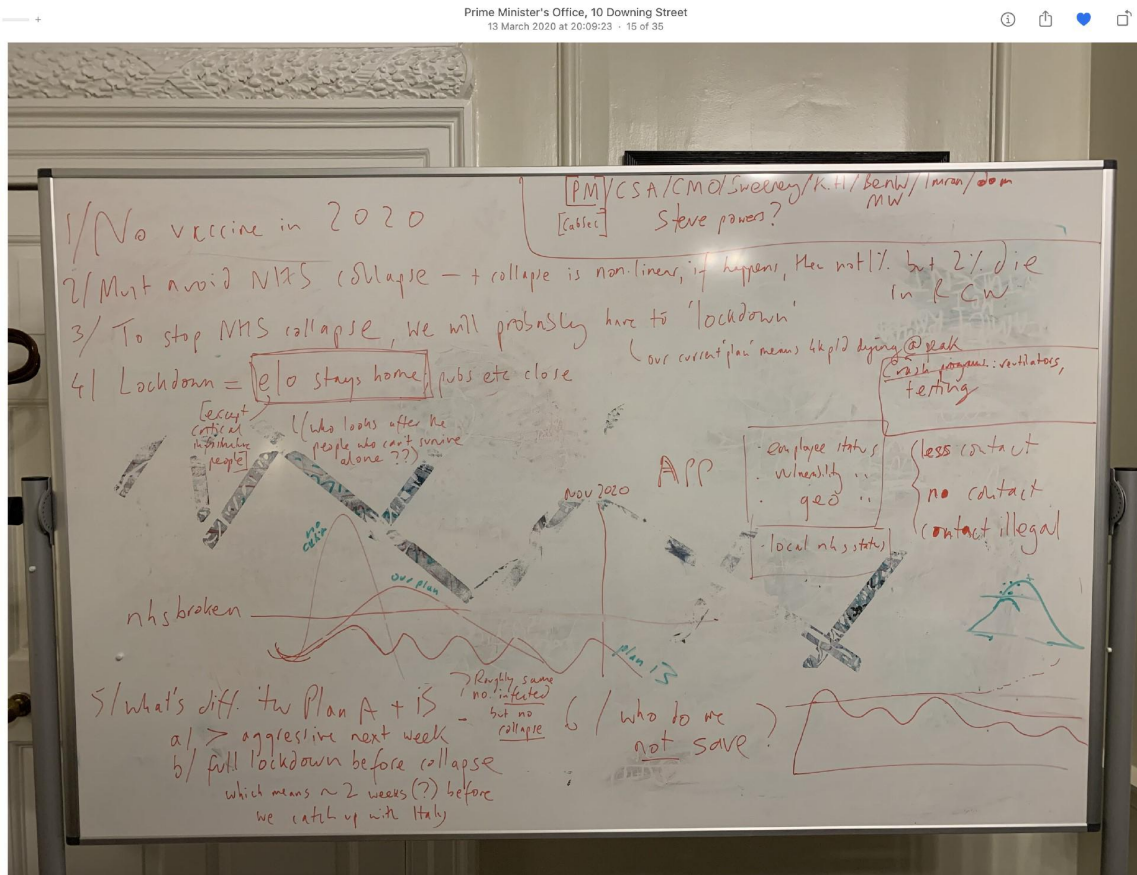 Prime Minister's Office, 10 Downing Street
13 March 2020 at 20:09:23 · 15 of 35
PM/CSA/CMO/Sweeney/K.H/BenW/Imran/dom
MW
[CabSec]
Steve powers?
1/ No vaccine in 2020
2/ Must avoid NHS collapse – + collapse is non-linear, if happens, then not 1% but 2% die
in RCW
3/ To stop NHS collapse, we will probably have to 'lockdown'
our current 'plan' means 4k p/d dying @ peak
4/ Lockdown = e/o stays home, pubs etc close
crash programs: ventilators,
testing
[except
critical
people]
(who looks after the
people who can't survive
alone??)
APP
· employee status
· vulnerability "
· geo "
· local nhs status
less contact
no contact
contact illegal
Nov 2020
no
our plan
nhs broken
plan iB
5/ what's diff btw Plan A + iB
Roughly same
no. infected
but no
collapse
a/ > aggressive next week
b/ full lockdown before collapse
which means ~ 2 weeks (?) before
we catch up with Italy
6/ who do we
not save?